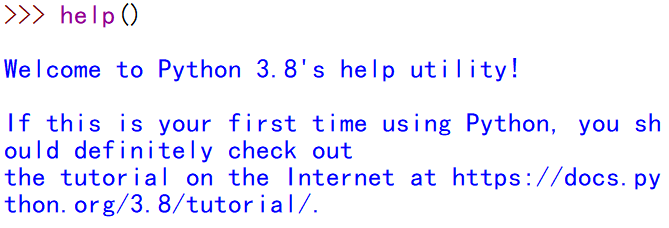 >>> help()
Welcome to Python 3.8's help utility!
If this is your first time using Python, you sh
ould definitely check out
the tutorial on the Internet at https://docs.py
thon.org/3.8/tutorial/.